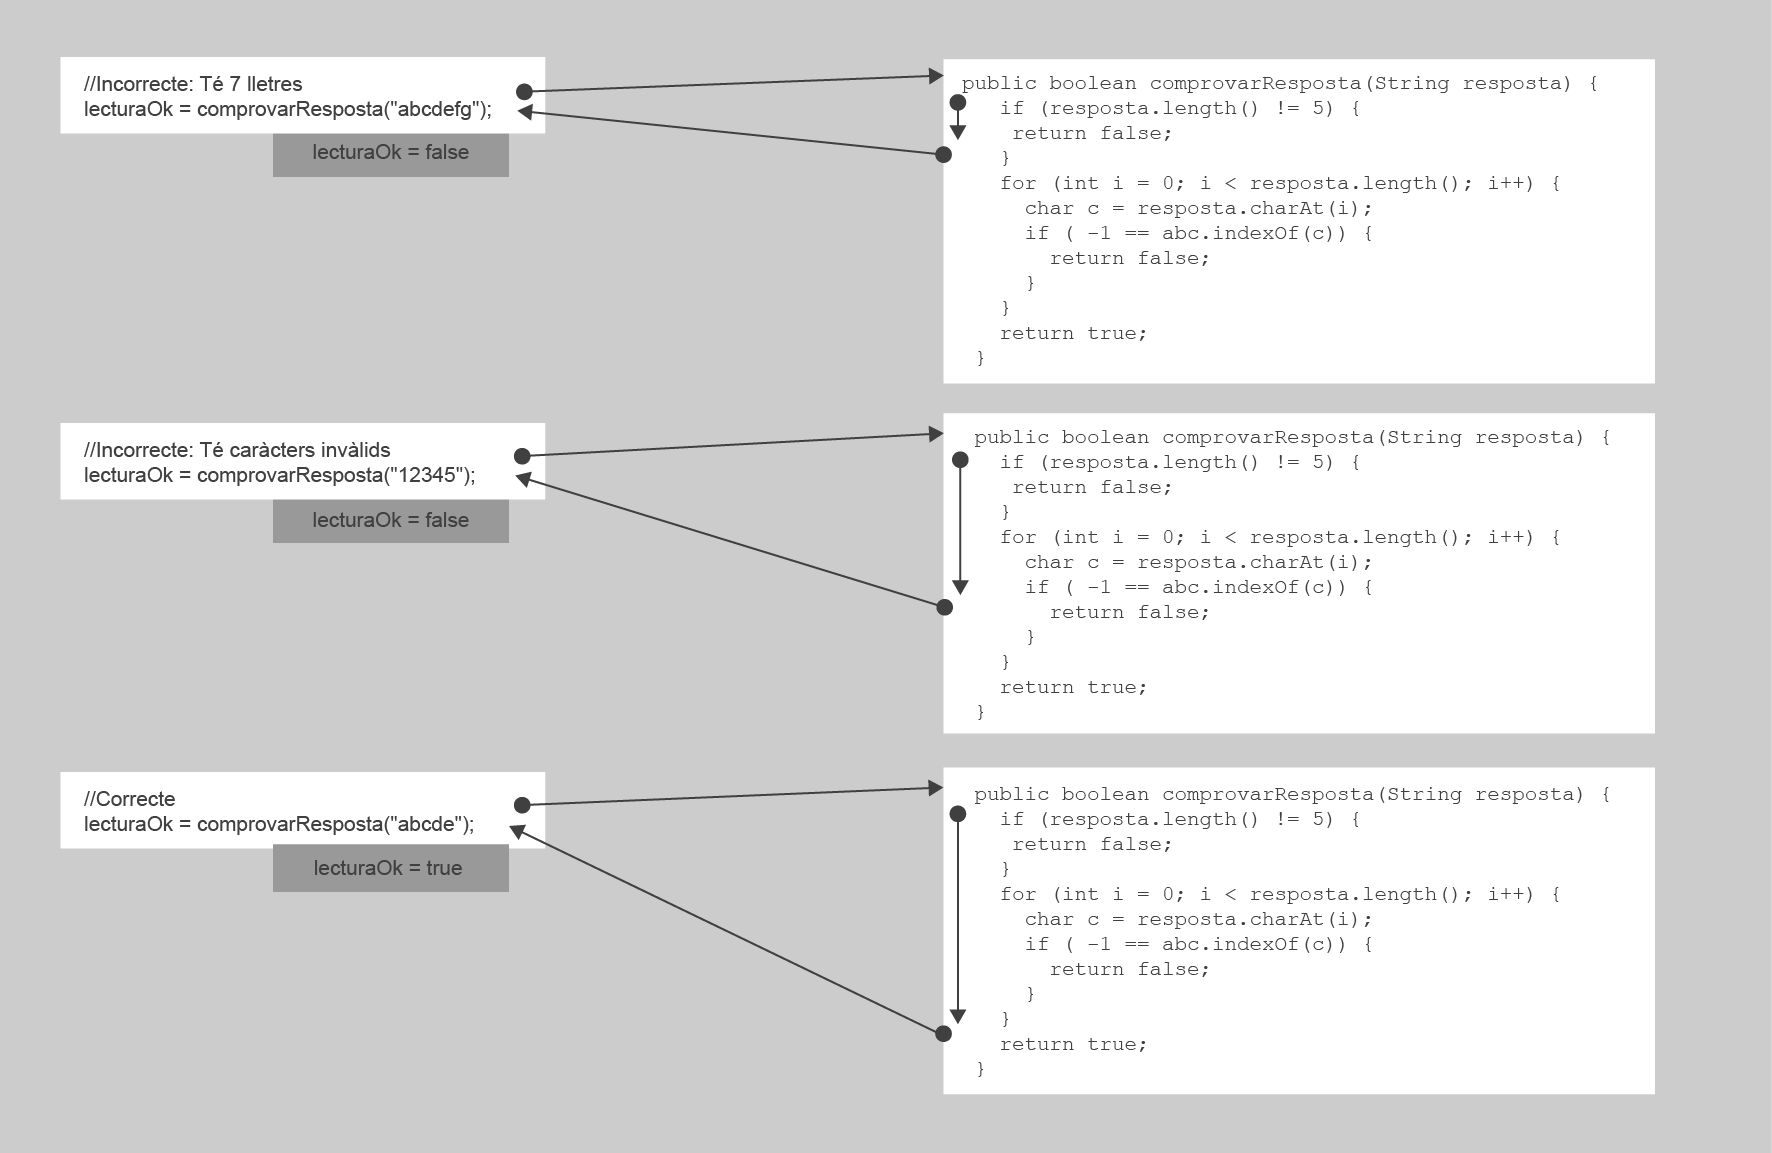 //Incorrecte: Té 7 lletres
lecturaOk = comprovarResposta("abcdefg");
lecturaOk = false
public boolean comprovarResposta(String resposta) {
if (resposta.length() != 5) {
return false;
}
for (int i = 0; i < resposta.length(); i++) {
char c = resposta.charAt(i);
if ( -1 == abc.indexOf(c)) {
return false;
}
}
return true;
}
//Incorrecte: Té caràcters invàlids
lecturaOk = comprovarResposta("12345");
lecturaOk = false
public boolean comprovarResposta(String resposta) {
if (resposta.length() != 5) {
return false;
}
for (int i = 0; i < resposta.length(); i++) {
char c = resposta.charAt(i);
if ( -1 == abc.indexOf(c)) {
return false;
}
}
return true;
}
//Correcte
lecturaOk = comprovarResposta("abcde");
lecturaOk = true
public boolean comprovarResposta(String resposta) {
if (resposta.length() != 5) {
return false;
}
for (int i = 0; i < resposta.length(); i++) {
char c = resposta.charAt(i);
if ( -1 == abc.indexOf(c)) {
return false;
}
}
return true;
}